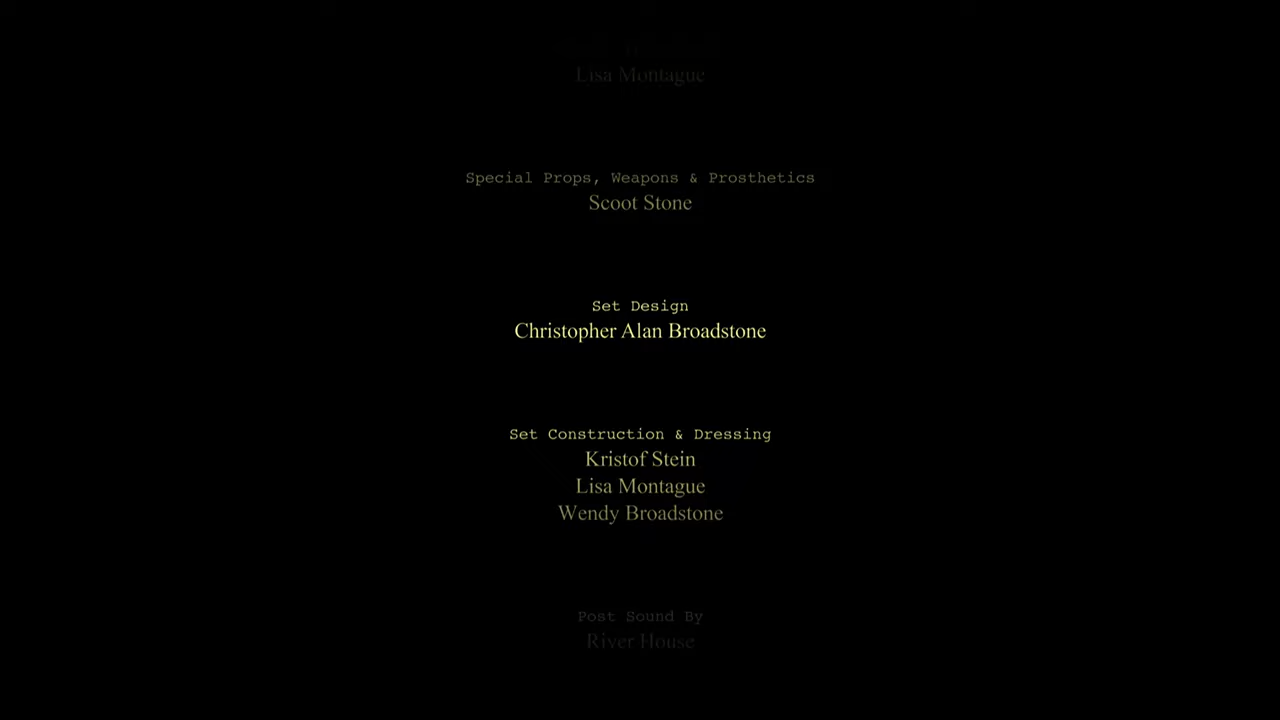 Lisa Montague
Special Props, Weapons & Prosthetics
Scoot Stone
Set Design
Christopher Alan Broadstone
Set Construction & Dressing
Kristof Stein
Lisa Montague
Wendy Broadstone
Post Sound By
River House